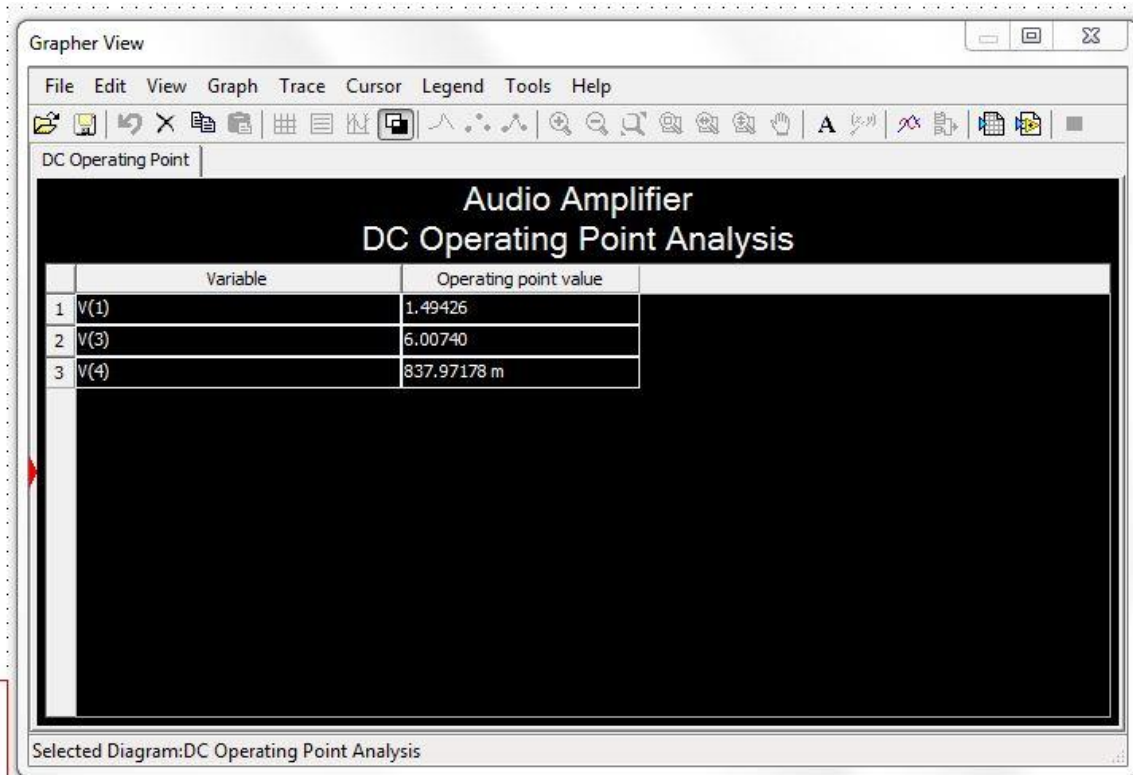 Grapher View
File Edit View Graph Trace Cursor Legend Tools Help
A (x,y)
DC Operating Point
Audio Amplifier
DC Operating Point Analysis
Variable Operating point value
1 V(1) 1.49426
2 V(3) 6.00740
3 V(4) 837.97178 m
Selected Diagram:DC Operating Point Analysis